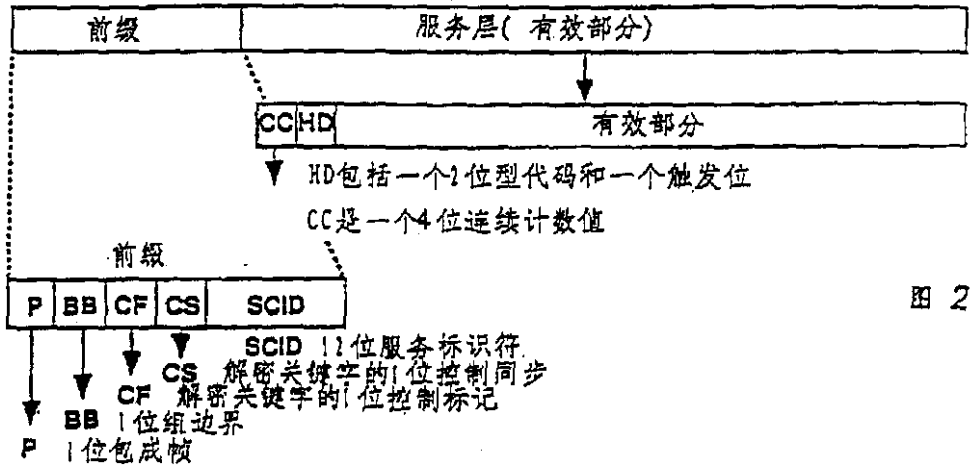 前缀 服务层( 有效部分)
CC HD 有效部分
HD包括一个2位型代码和一个触发位
CC是一个4位连续计数值
前缀
P BB CF CS SCID
图 2
SCID 12位服务标识符
CS 解密关键字的1位控制同步
CF 解密关键字的1位控制标记
BB 1位组边界
P 1位包成帧